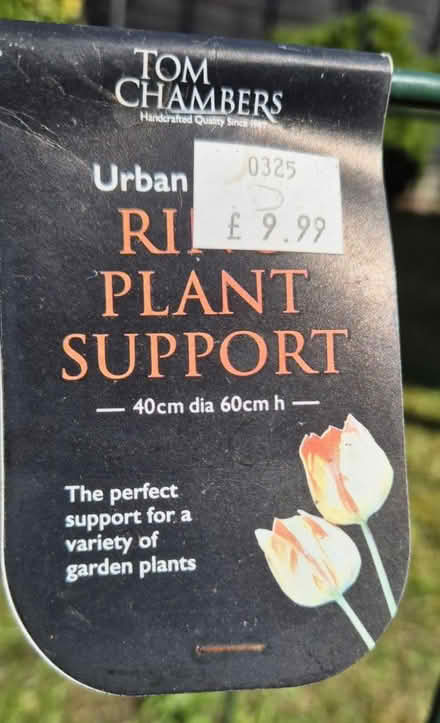 TOM
CHAMBERS
Handcrafted Quality Since
Urban
0325
£ 9.99
PLANT
SUPPORT
— 40cm dia 60cm h —
The perfect
support for a
variety of
garden plants